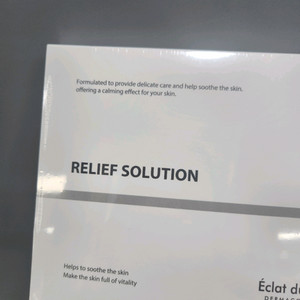 Formulated to provide delicate care and help soothe the skin.
offering a calming effect for your skin.
RELIEF SOLUTION
Helps to soothe the skin
Make the skin full of vitality
Éclat du